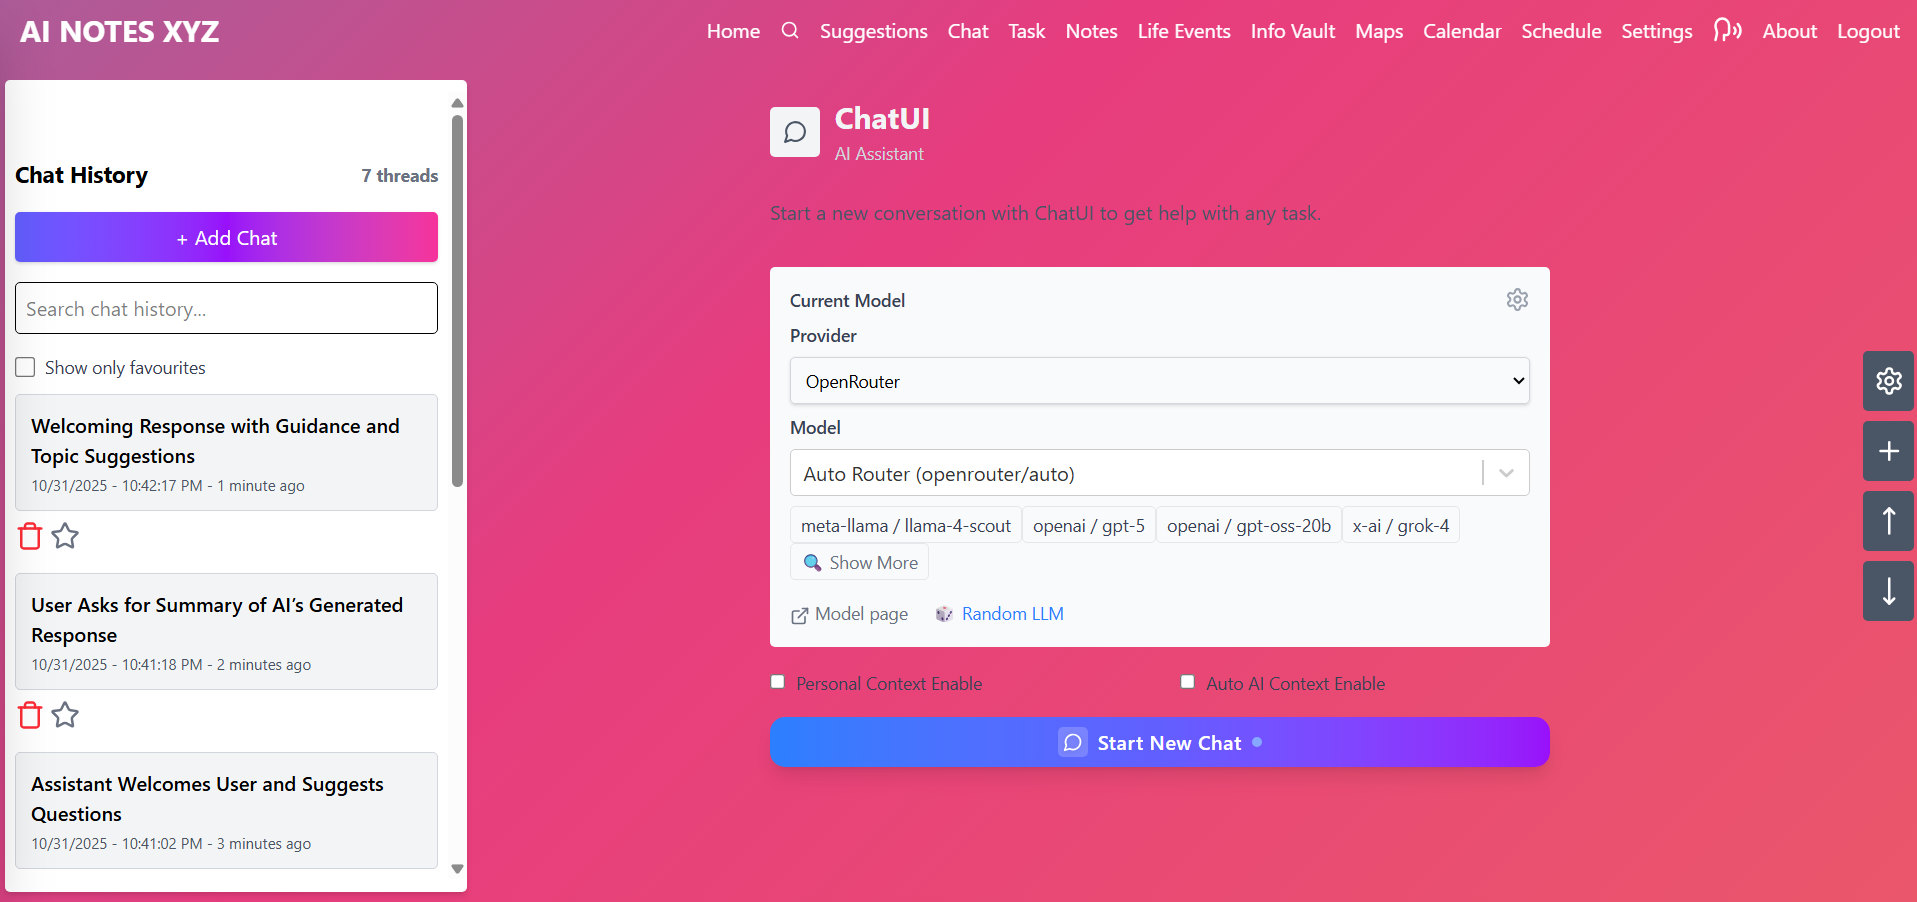 AI NOTES XYZ
Home Suggestions Chat Task Notes Life Events Info Vault Maps Calendar Schedule Settings About Logout
Chat History 7 threads
+ Add Chat
Search chat history...
Show only favourites
Welcoming Response with Guidance and
Topic Suggestions
10/31/2025 - 10:42:17 PM - 1 minute ago
User Asks for Summary of AI’s Generated
Response
10/31/2025 - 10:41:18 PM - 2 minutes ago
Assistant Welcomes User and Suggests
Questions
10/31/2025 - 10:41:02 PM - 3 minutes ago
ChatUI
AI Assistant
Start a new conversation with ChatUI to get help with any task.
Current Model
Provider
OpenRouter
Model
Auto Router (openrouter/auto)
meta-llama / llama-4-scout openai / gpt-5 openai / gpt-oss-20b x-ai / grok-4
Show More
Model page Random LLM
Personal Context Enable Auto AI Context Enable
Start New Chat